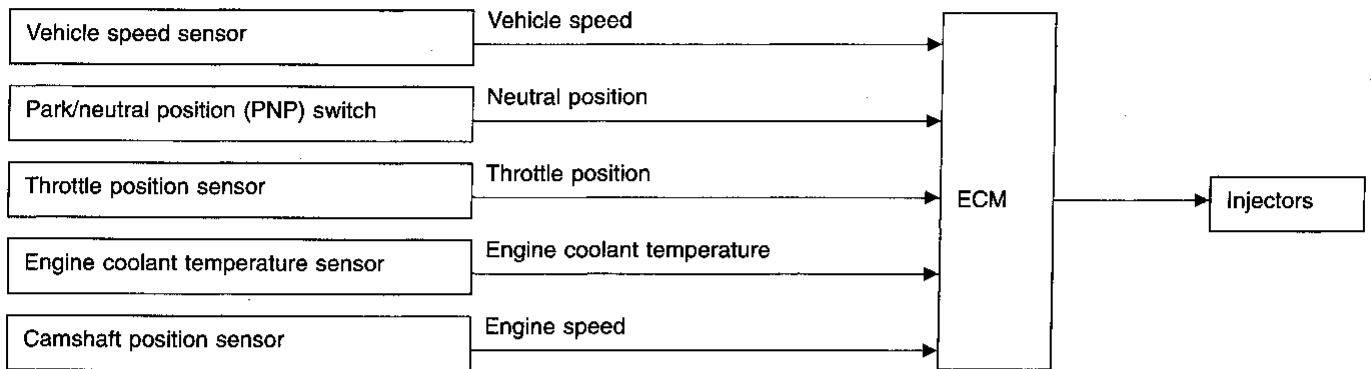 Vehicle speed sensor
Vehicle speed
Park/neutral position (PNP) switch
Neutral position
Throttle position sensor
Throttle position
ECM
Injectors
Engine coolant temperature sensor
Engine coolant temperature
Camshaft position sensor
Engine speed